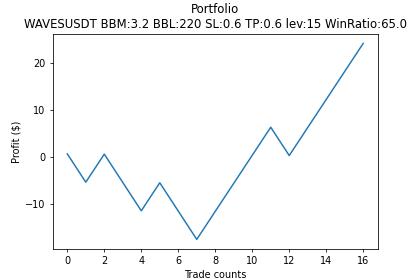 Portfolio
WAVESUSDT BBM:3.2 BBL:220 SL:0.6 TP:0.6 lev:15 WinRatio:65.0
20
10
0
−10
Profit ($)
0 2 4 6 8 10 12 14 16
Trade counts